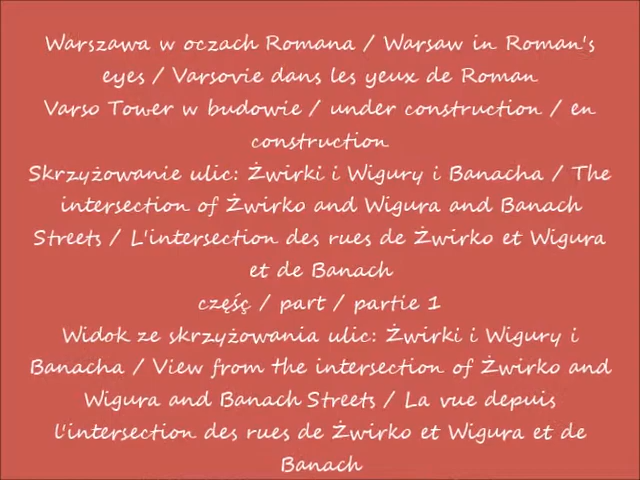 Warszawa w oczach Romana / Warsaw in Roman's
eyes / Varsovie dans les yeux de Roman
Varso Tower w budowie / under construction / en
construction
Skrzyżowanie ulic: Żwirki i Wigury i Banacha / The
intersection of Żwirko and Wigura and Banach
Streets / L'intersection des rues de Żwirko et Wigura
et de Banach
częśç / part / partie 1
Widok ze skrzyżowania ulic: Żwirki i Wigury i
Banacha / View from the intersection of Żwirko and
Wigura and Banach Streets / La vue depuis
l'intersection des rues de Żwirko et Wigura et de
Banach